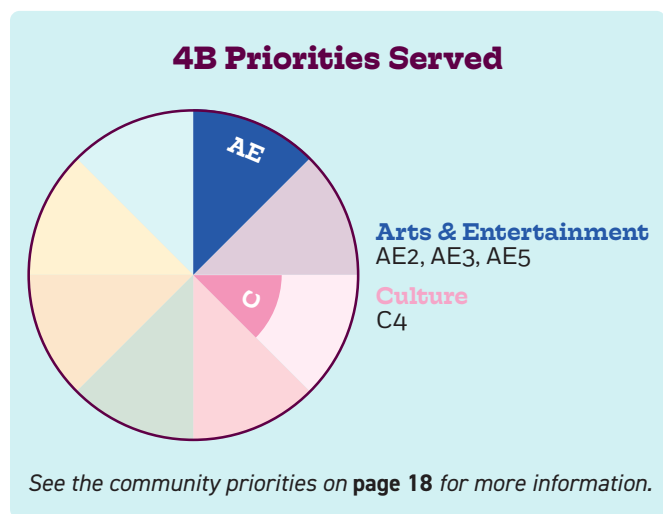 4B Priorities Served
AE
C
Arts & Entertainment
AE2, AE3, AE5
Culture
C4
See the community priorities on page 18 for more information.